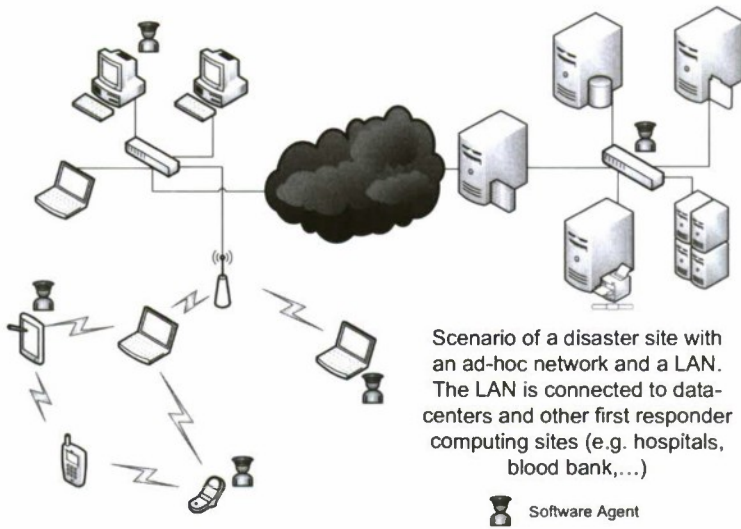 Scenario of a disaster site with
an ad-hoc network and a LAN.
The LAN is connected to data-
centers and other first responder
computing sites (e.g. hospitals,
blood bank,...)
Software Agent